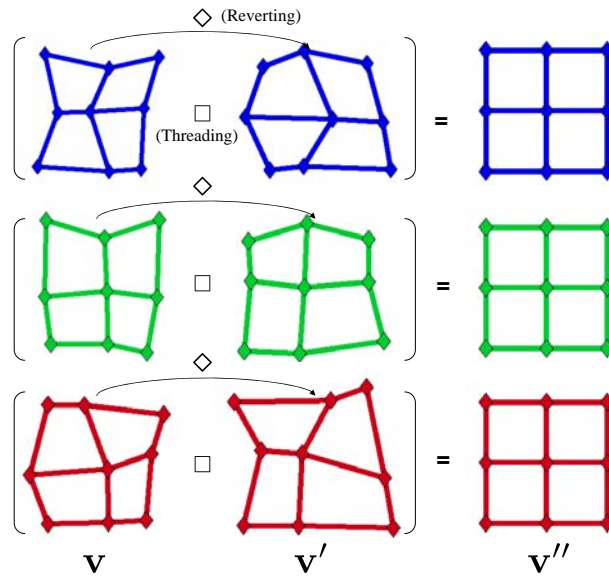 ◇ (Reverting)
□
(Threading)
=
◇
□
=
◇
□
=
v v′ v″